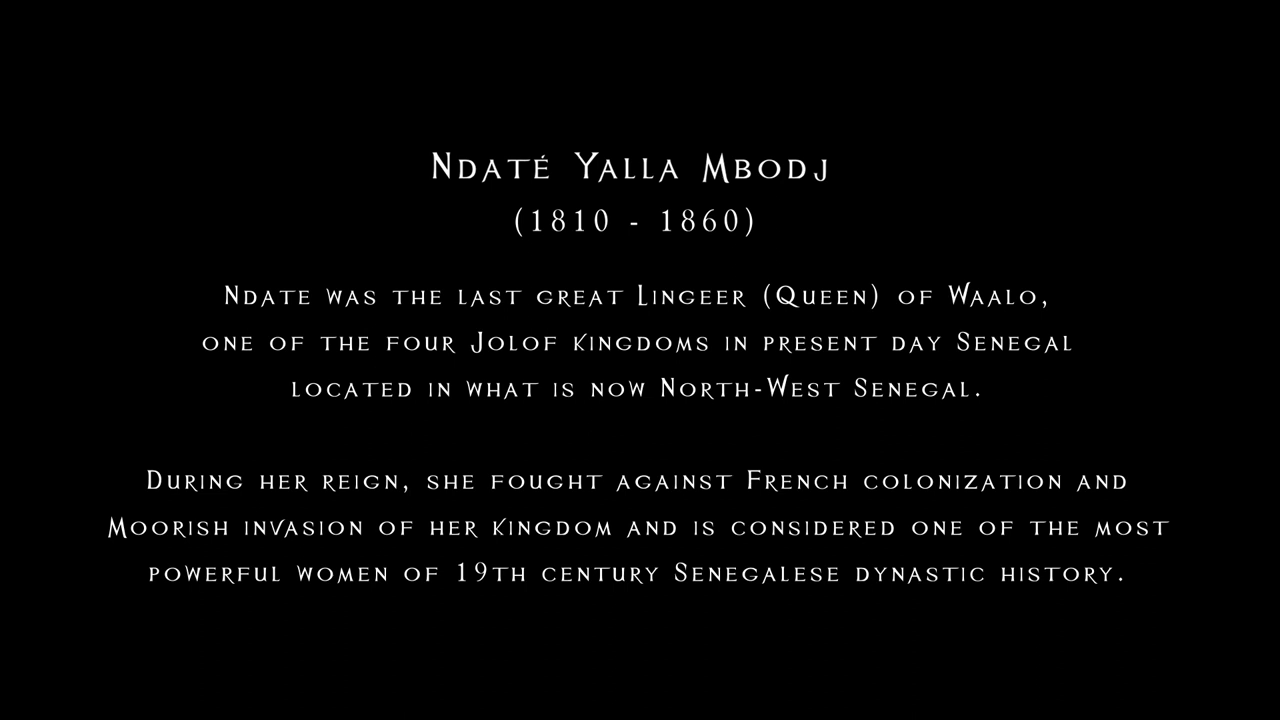 Ndaté Yalla Mbodj
(1810 - 1860)
Ndate was the last great Lingeer (Queen) of Waalo,
one of the four Jolof kingdoms in present day Senegal
located in what is now North-West Senegal.
During her reign, she fought against French colonization and
Moorish invasion of her kingdom and is considered one of the most
powerful women of 19th century Senegalese dynastic history.